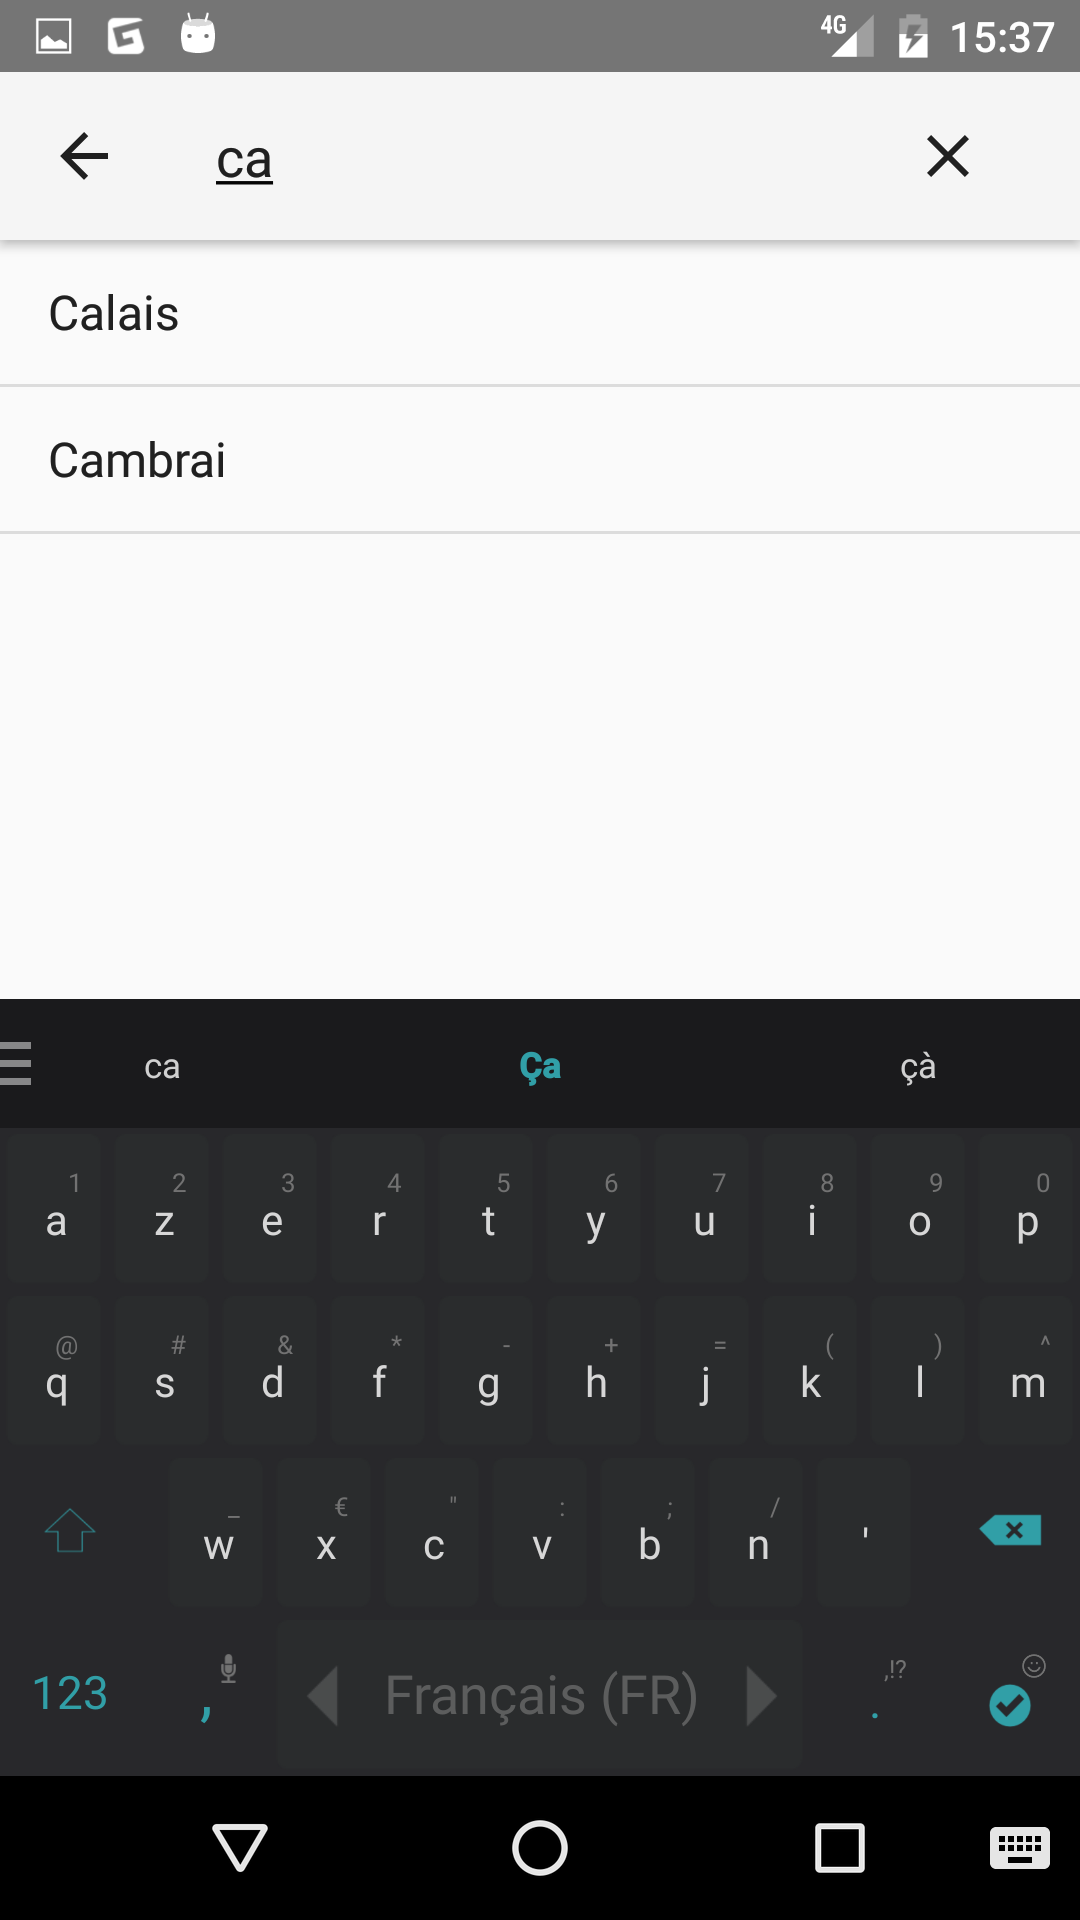 4G 15:37
ca
Calais
Cambrai
ca Ça çà
1 2 3 4 5 6 7 8 9 0
a z e r t y u i o p
@ # & * - + = ( ) ^
q s d f g h j k l m
_ € " : ; /
w x c v b n '
,!?
123 , Français (FR) .